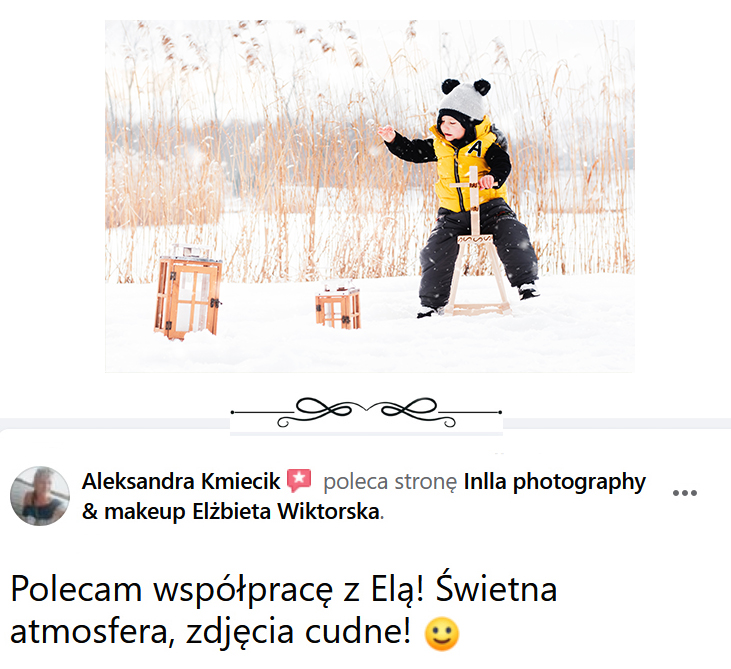 A
Aleksandra Kmiecik poleca stronę Inlla photography
& makeup Elżbieta Wiktorska.
Polecam współpracę z Elą! Świetna
atmosfera, zdjęcia cudne! 🙂